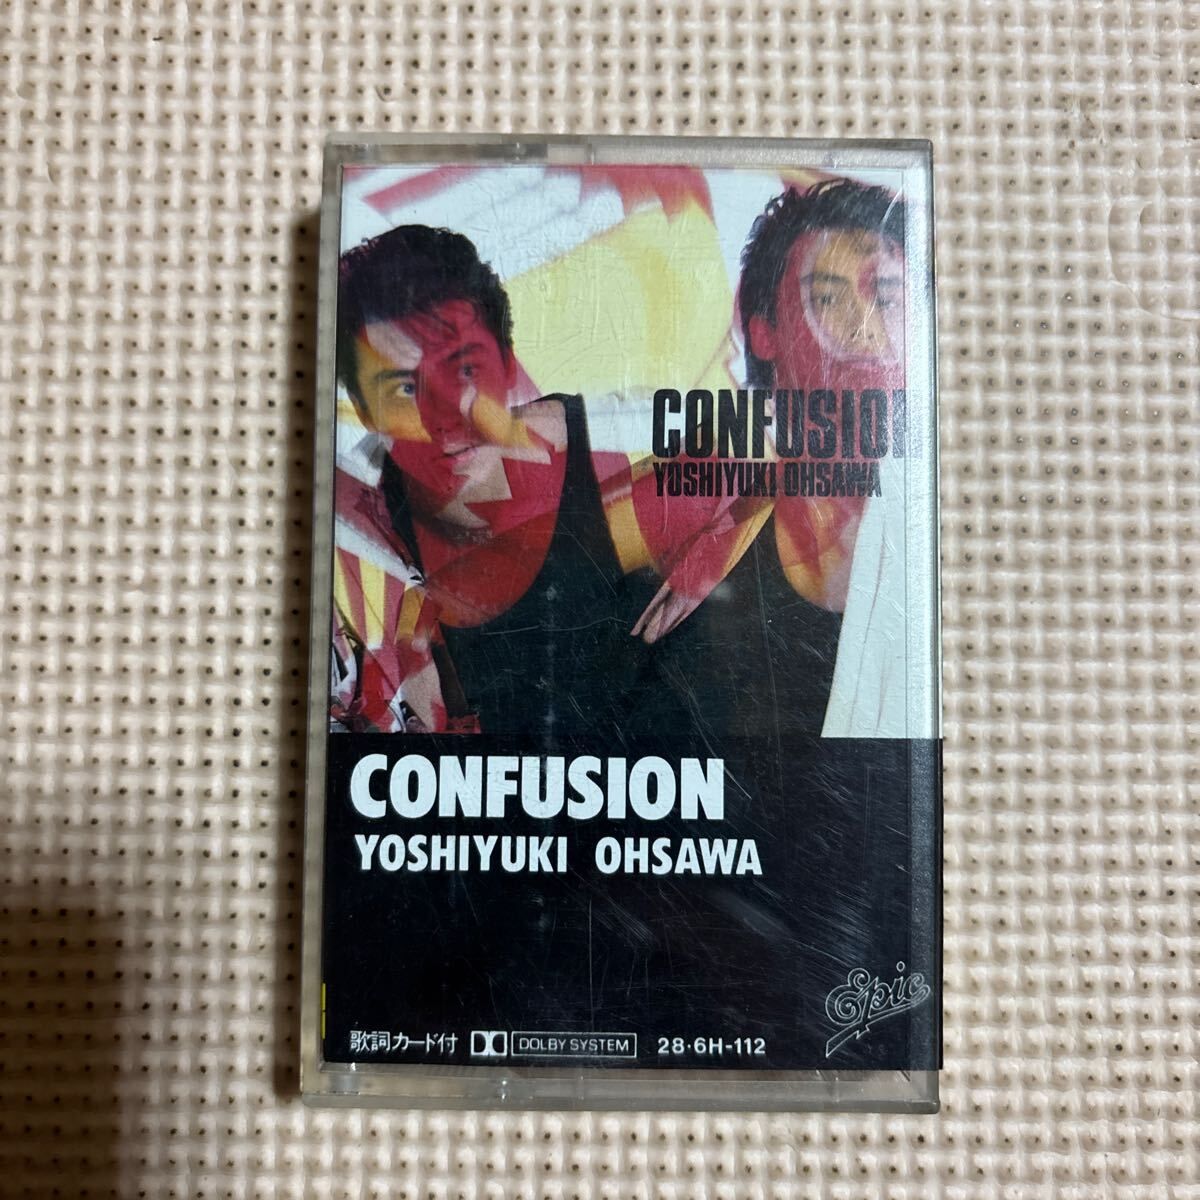 CONFUSION
YOSHIYUKI OHSAWA
CONFUSION
YOSHIYUKI OHSAWA
Epic
歌詞カード付 DOLBY SYSTEM 28・6H-112